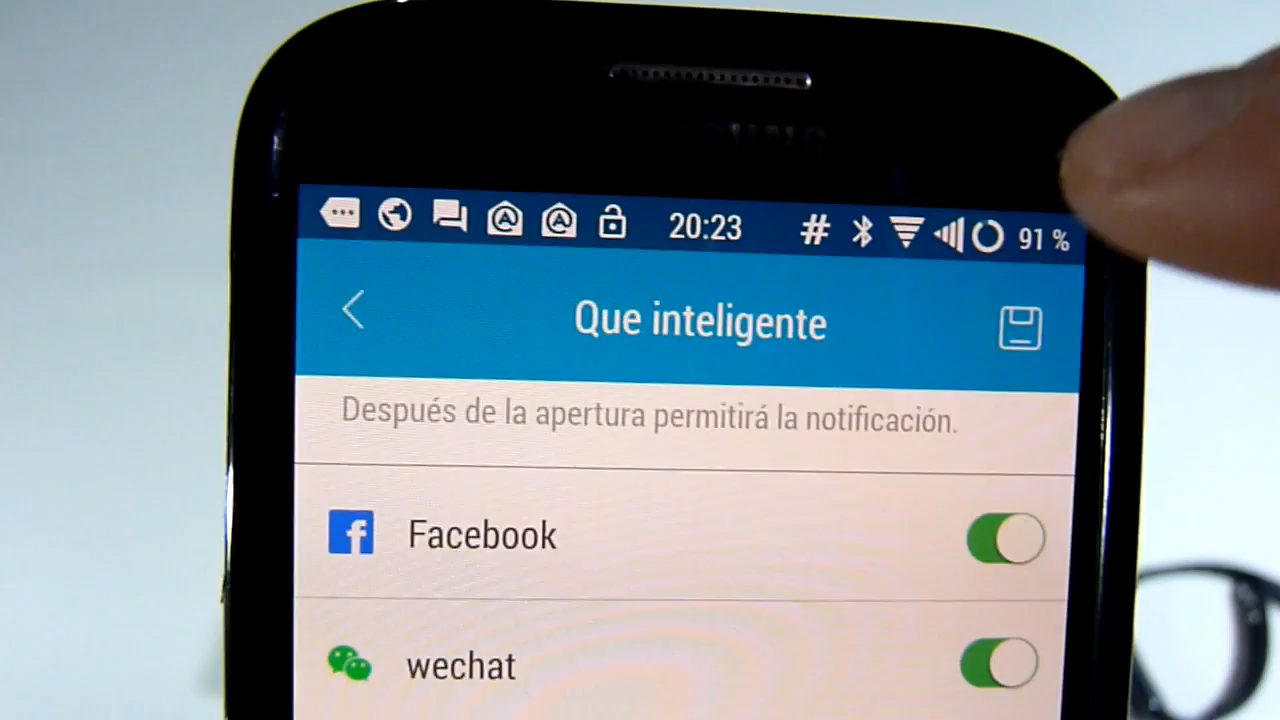 20:23 # 91 %
Que inteligente
Después de la apertura permitirá la notificación.
Facebook
wechat